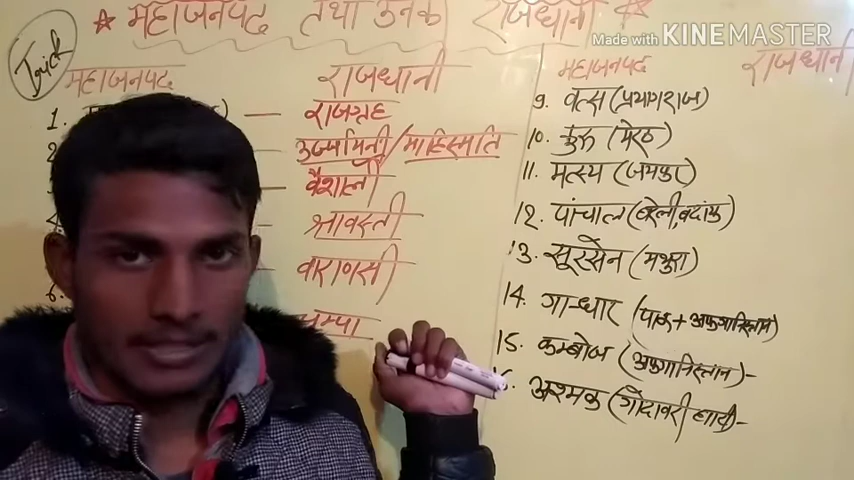 ★ महाजनपद तथा उनक राजधानी ★
Made with KINEMASTER
Trick
महाजनपद राजधानी
महाजनपद राजधानी
1. ) — राजगृह
उज्जयिनी / माहिस्मति
वैशाली
श्रावस्ती
वाराणसी
6. चम्पा
9. वत्स (प्रयागराज)
10. कुरू (मेरठ)
11. मत्स्य (जयपुर)
12. पांचाल (बरेली, बदांयू)
13. सूरसेन (मथुरा)
14. गान्धार (पाक + अफगानिस्तान)
15. कम्बोज (अफगानिस्तान) -
अश्मक (गोदावरी घाटी -